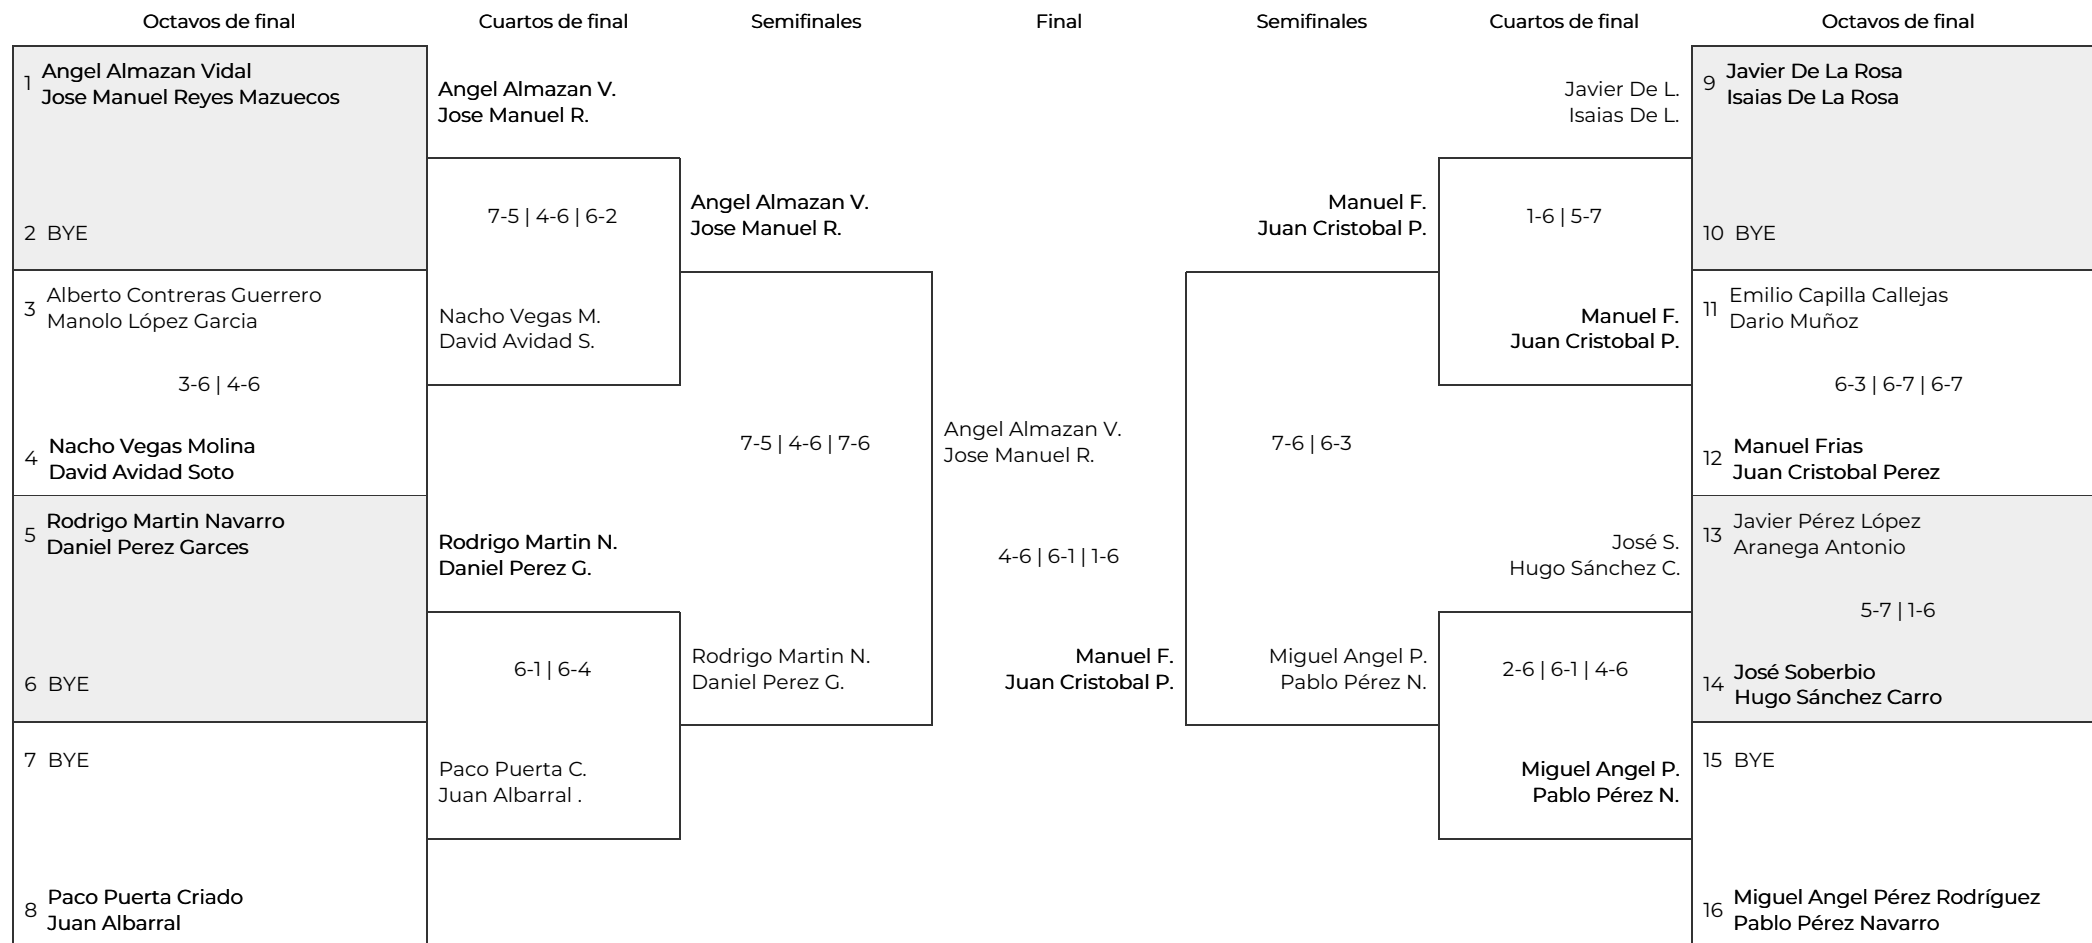 Octavos de final
Cuartos de final
Semifinales
Final
Semifinales
Cuartos de final
Octavos de final
1
Angel Almazan Vidal
Jose Manuel Reyes Mazuecos
2 BYE
3
Alberto Contreras Guerrero
Manolo López Garcia
3-6 | 4-6
4
Nacho Vegas Molina
David Avidad Soto
5
Rodrigo Martin Navarro
Daniel Perez Garces
6 BYE
7 BYE
8
Paco Puerta Criado
Juan Albarral
Angel Almazan V.
Jose Manuel R.
7-5 | 4-6 | 6-2
Nacho Vegas M.
David Avidad S.
Rodrigo Martin N.
Daniel Perez G.
6-1 | 6-4
Paco Puerta C.
Juan Albarral .
Angel Almazan V.
Jose Manuel R.
7-5 | 4-6 | 7-6
Rodrigo Martin N.
Daniel Perez G.
Angel Almazan V.
Jose Manuel R.
4-6 | 6-1 | 1-6
Manuel F.
Juan Cristobal P.
Manuel F.
Juan Cristobal P.
7-6 | 6-3
Miguel Angel P.
Pablo Pérez N.
Javier De L.
Isaias De L.
1-6 | 5-7
Manuel F.
Juan Cristobal P.
José S.
Hugo Sánchez C.
2-6 | 6-1 | 4-6
Miguel Angel P.
Pablo Pérez N.
9
Javier De La Rosa
Isaias De La Rosa
10 BYE
11
Emilio Capilla Callejas
Dario Muñoz
6-3 | 6-7 | 6-7
12
Manuel Frias
Juan Cristobal Perez
13
Javier Pérez López
Aranega Antonio
5-7 | 1-6
14
José Soberbio
Hugo Sánchez Carro
15 BYE
16
Miguel Angel Pérez Rodríguez
Pablo Pérez Navarro